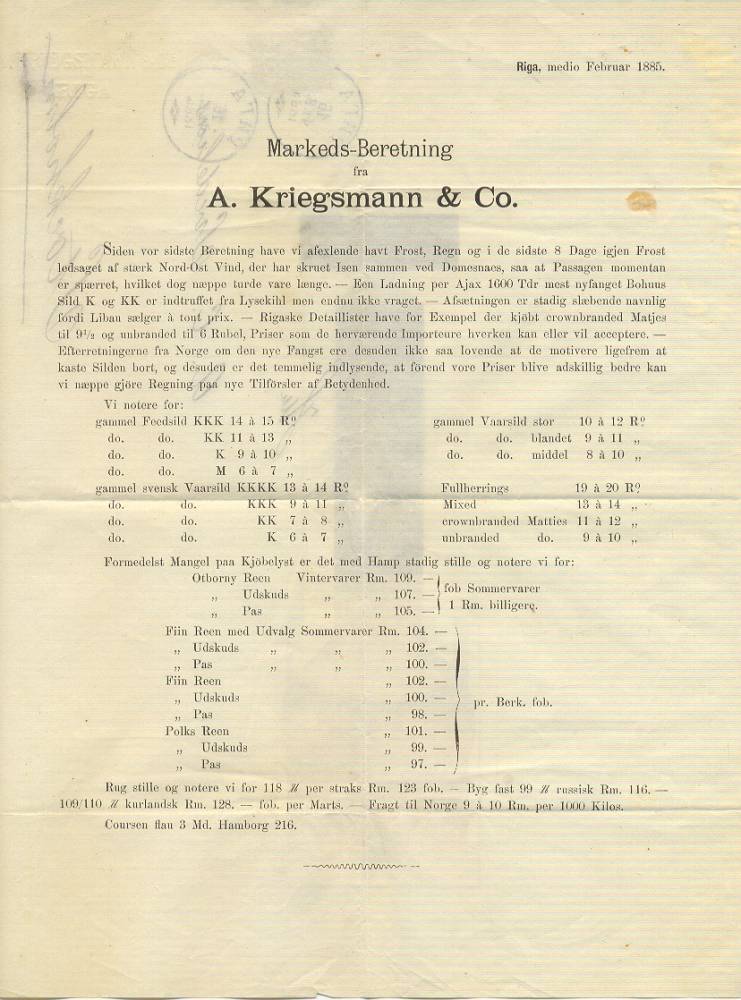 Riga, medio Februar 1885.
Markeds-Beretning
fra
A. Kriegsmann & Co.
Siden vor sidste Beretning have vi afexlende havt Frost, Regn og i de sidste 8 Dage igjen Frost
ledsaget af stærk Nord-Ost Vind, der har skruet Isen sammen ved Domesnaes, saa at Passagen momentan
er spærret, hvilket dog næppe turde vare længe. — Een Ladning per Ajax 1600 Tdr mest nyfanget Bohuus
Sild K og KK er indtruffet fra Lysekihl men endnu ikke vraget. — Afsætningen er stadig slæbende navnlig
fordi Libau sælger à tout prix. — Rigaske Detaillister have for Exempel der kjöbt crownbranded Matjes
til 9½ og unbranded til 6 Rubel, Priser som de herværende Importeure hverken kan eller vil acceptere. —
Efterretningerne fra Norge om den nye Fangst ere desuden ikke saa lovende at de motivere ligefrem at
kaste Silden bort, og desuden er det temmelig indlysende, at förend vore Priser blive adskillig bedre kan
vi næppe gjöre Regning paa nye Tilförsler af Betydenhed.
Vi notere for:
gammel Feedsild KKK 14 à 15 Rº gammel Vaarsild stor 10 à 12 Rº
do. do. KK 11 à 13 „ do. do. blandet 9 à 11 „
do. do. K 9 à 10 „ do. do. middel 8 à 10 „
do. do. M 6 à 7 „
gammel svensk Vaarsild KKKK 13 à 14 Rº Fullherrings 19 à 20 Rº
do. do. KKK 9 à 11 „ Mixed 13 à 14 „
do. do. KK 7 à 8 „ crownbranded Matties 11 à 12 „
do. do. K 6 à 7 „ unbranded do. 9 à 10 „
Formedelst Mangel paa Kjöbelyst er det med Hamp stadig stille og notere vi for:
Otborny Reen Vintervarer Rm. 109. —
„ Udskuds „ „ 107. — fob Sommervarer
„ Pas „ „ 105. — 1 Rm. billigere.
Fiin Reen med Udvalg Sommervarer Rm. 104. —
„ Udskuds „ „ „ 102. —
„ Pas „ „ „ 100. —
Fiin Reen „ 102. —
„ Udskuds „ 100. — pr. Berk. fob.
„ Pas „ 98. —
Polks Reen „ 101. —
„ Udskuds „ 99. —
„ Pas „ 97. —
Rug stille og notere vi for 118 ℔ per straks Rm. 123 fob. — Byg fast 99 ℔ russisk Rm. 116. —
109/110 ℔ kurlandsk Rm. 128. — fob. per Marts. — Fragt til Norge 9 à 10 Rm. per 1000 Kilos.
Coursen flau 3 Md. Hamborg 216.